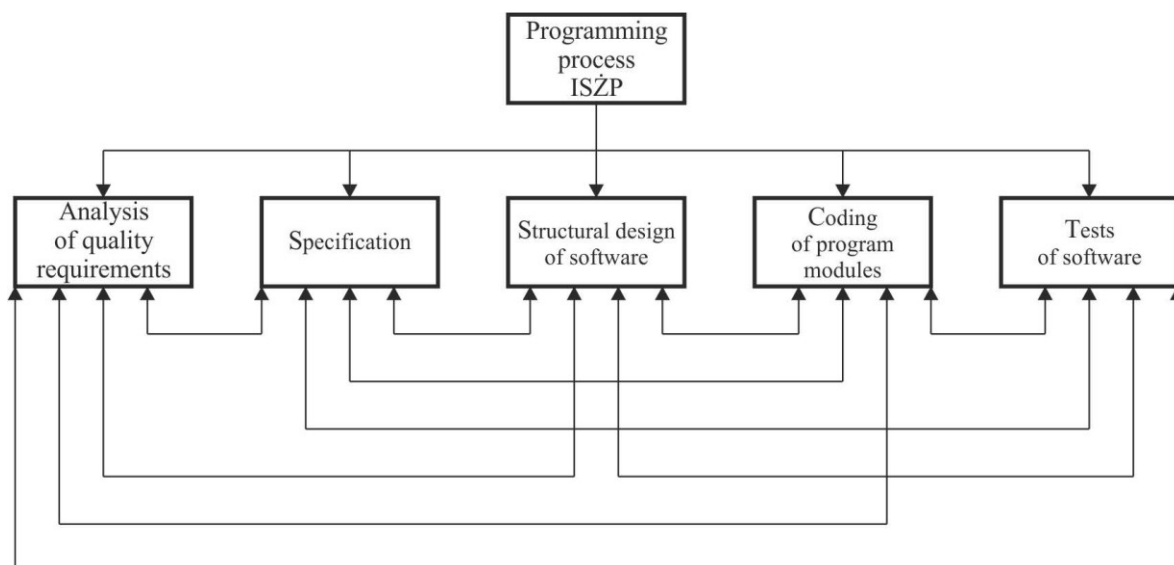 Programming
process
ISŻP
Analysis
of quality
requirements
Specification
Structural design
of software
Coding
of program
modules
Tests
of software